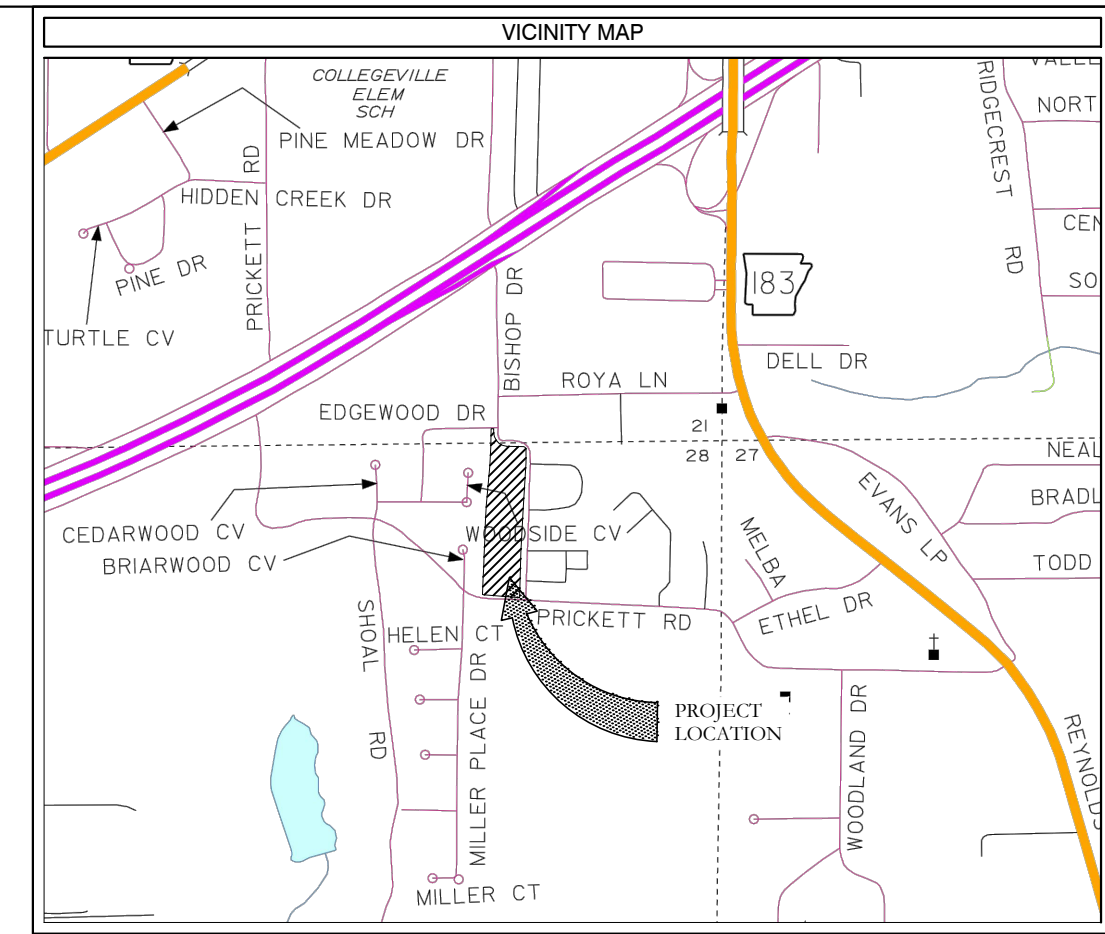 VICINITY MAP
COLLEGEVILLE
ELEM
SCH
PINE MEADOW DR
HIDDEN CREEK DR
PRICKETT RD
PINE DR
TURTLE CV
BISHOP DR
183
RIDGECREST RD
NORT
CEN
SO
DELL DR
ROYA LN
EDGEWOOD DR
21
28 27
NEAL
BRADL
TODD
EVANS LP
CEDARWOOD CV
WOODSIDE CV
BRIARWOOD CV
MELBA
ETHEL DR
PRICKETT RD
SHOAL RD
HELEN CT
MILLER PLACE DR
PROJECT
LOCATION
WOODLAND DR
REYNOLDS
MILLER CT